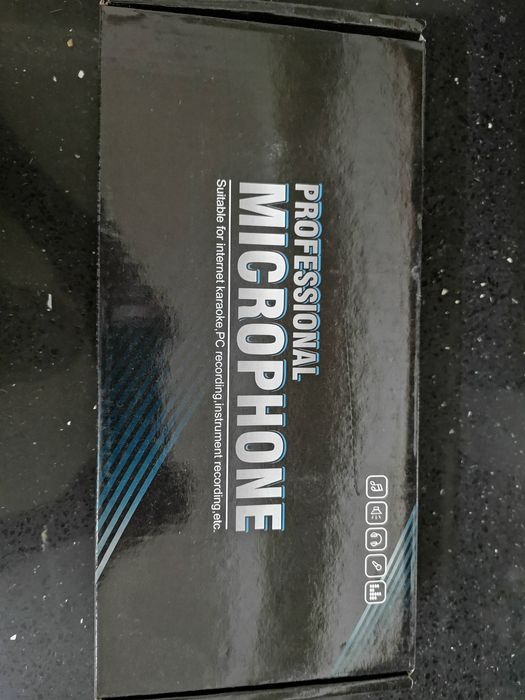 PROFESSIONAL
MICROPHONE
Suitable for internet karaoke,PC recording,instrument recording,etc.